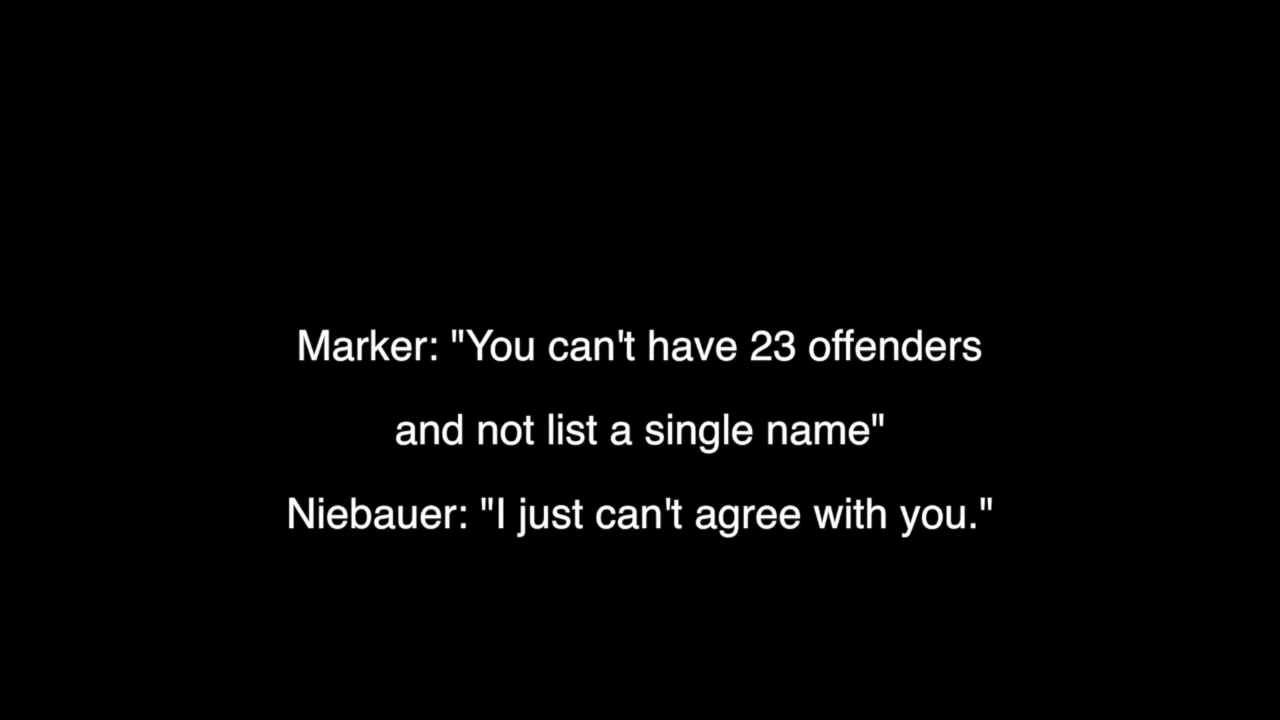 Marker: "You can't have 23 offenders
and not list a single name"
Niebauer: "I just can't agree with you."